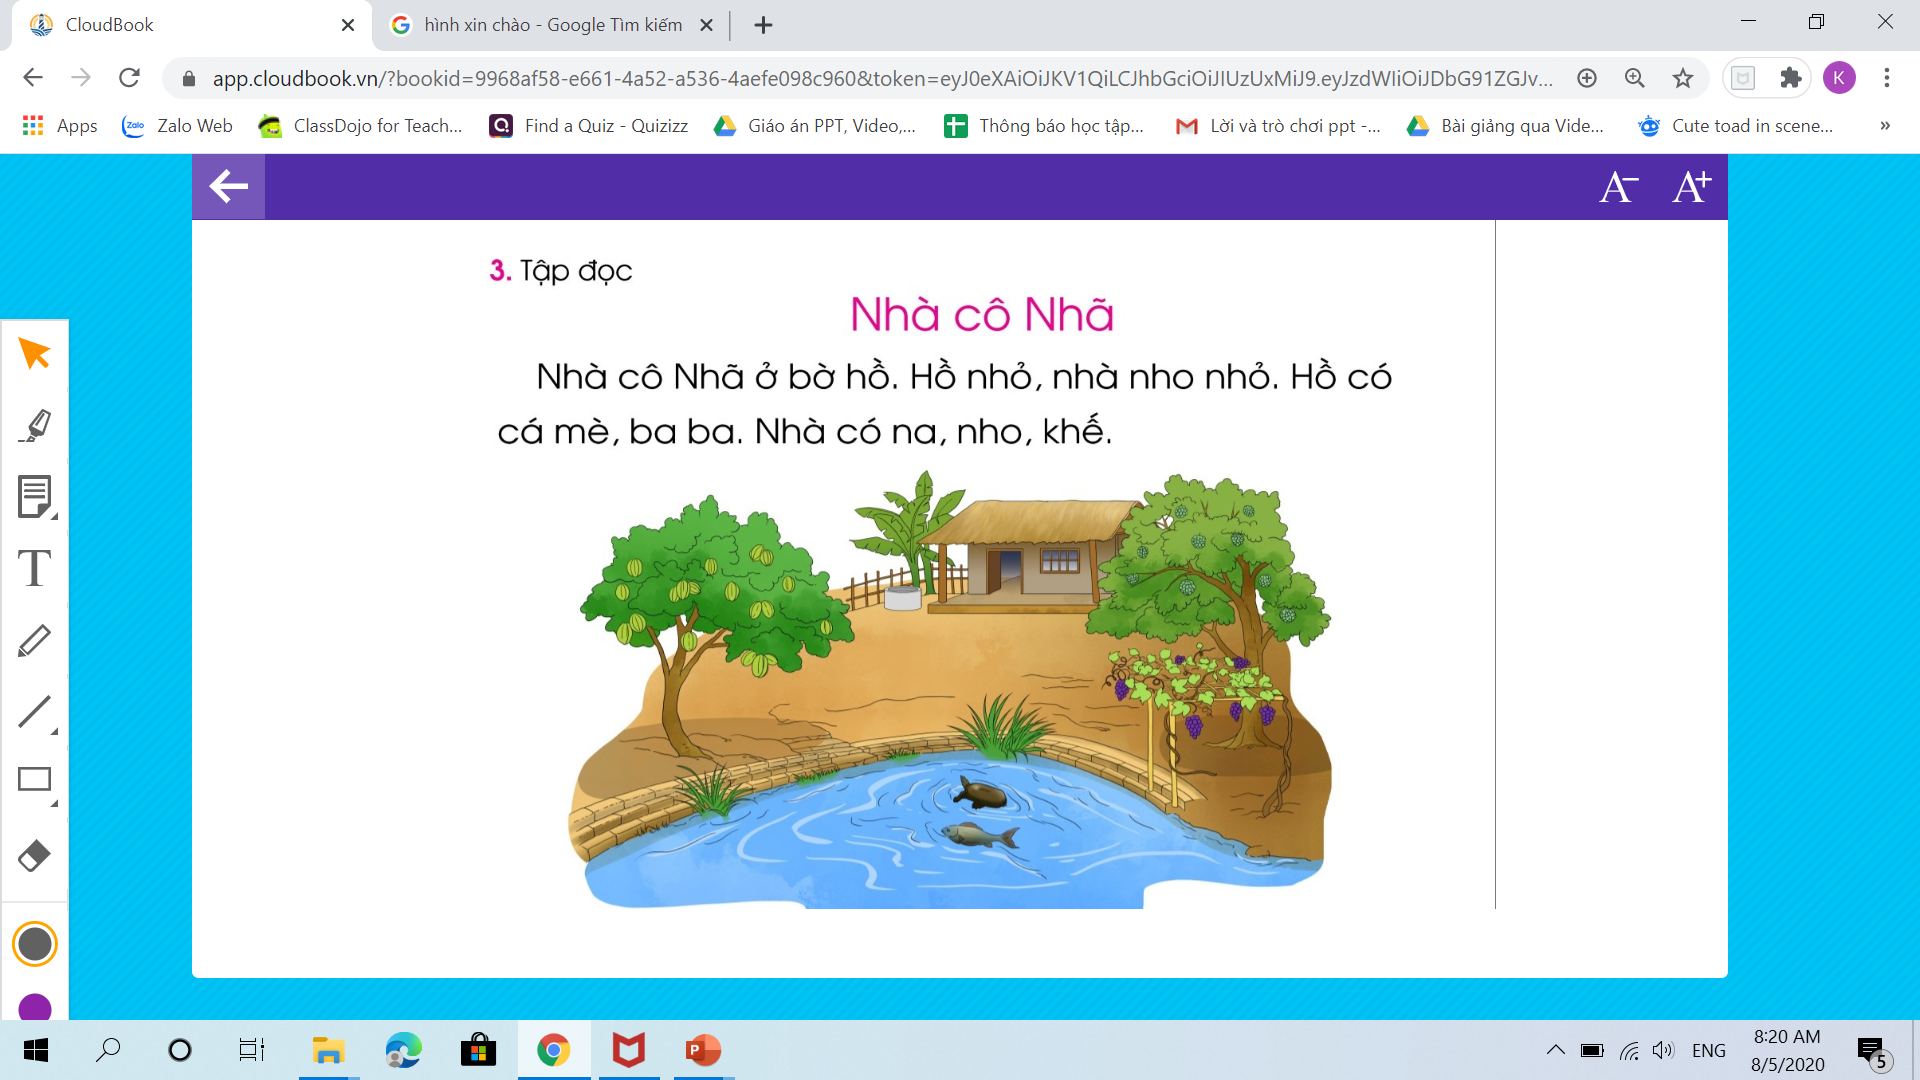 CloudBook
hình xin chào - Google Tìm kiếm
app.cloudbook.vn/?bookid=9968af58-e661-4a52-a536-4aefe098c960&token=eyJ0eXAiOiJKV1QiLCJhbGciOiJIUzUxMiJ9.eyJzdWIiOiJDbG91ZGJv...
K
Apps
Zalo Web
ClassDojo for Teach...
Find a Quiz - Quizizz
Giáo án PPT, Video,...
Thông báo học tập...
Lời và trò chơi ppt -...
Bài giảng qua Vide...
Cute toad in scene...
»
A- A+
3. Tập đọc
Nhà cô Nhã
Nhà cô Nhã ở bờ hồ. Hồ nhỏ, nhà nho nhỏ. Hồ có
cá mè, ba ba. Nhà có na, nho, khế.
T
ENG
8:20 AM
8/5/2020
5